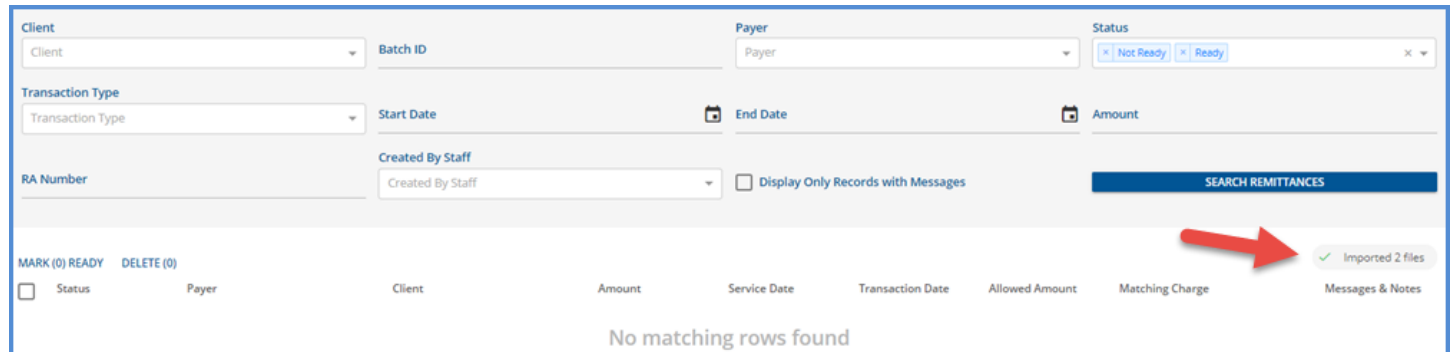 Client
Payer
Status
Client
Batch ID
Payer
× Not Ready × Ready ×
Transaction Type
Transaction Type
Start Date
End Date
Amount
Created By Staff
RA Number
Created By Staff
Display Only Records with Messages
SEARCH REMITTANCES
MARK (0) READY DELETE (0)
Imported 2 files
Status Payer Client Amount Service Date Transaction Date Allowed Amount Matching Charge Messages & Notes
No matching rows found